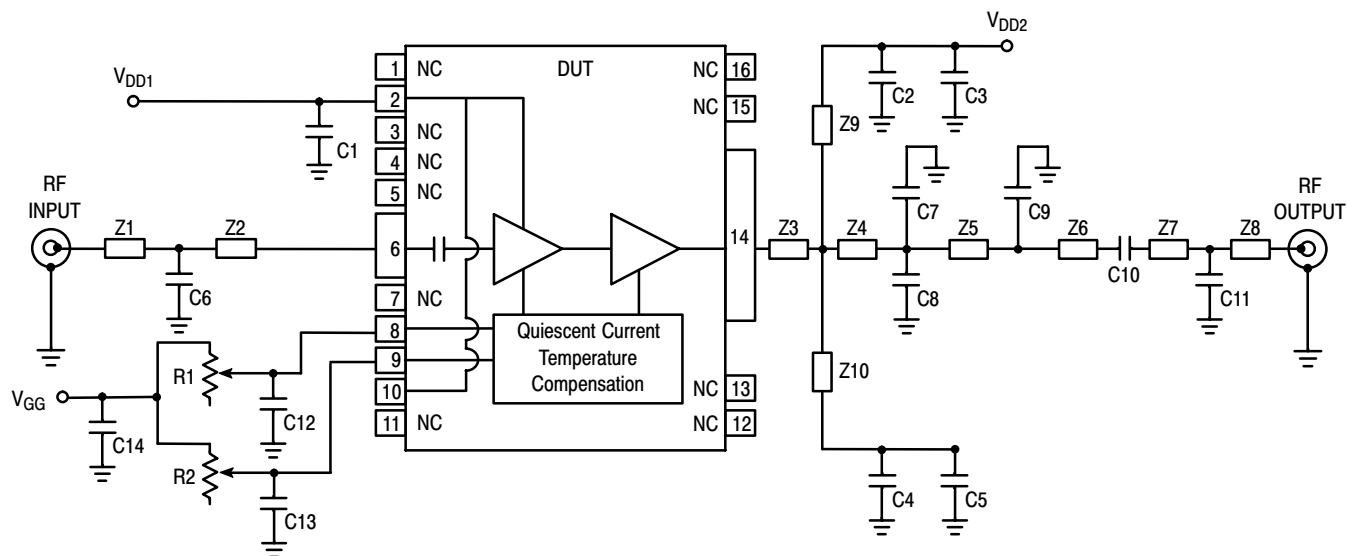 V_DD2
1 NC DUT NC 16
V_DD1
2 NC 15 C2 C3
3 NC Z9
C1 4 NC
5 NC C7 C9
RF INPUT RF OUTPUT
Z1 Z2 6 14 Z3 Z4 Z5 Z6 Z7 Z8
C10
C6 7 NC C8 C11
8 Quiescent Current
9 Temperature
R1 Compensation Z10
V_GG 10 NC 13
C12
C14 11 NC NC 12
R2
C13 C4 C5